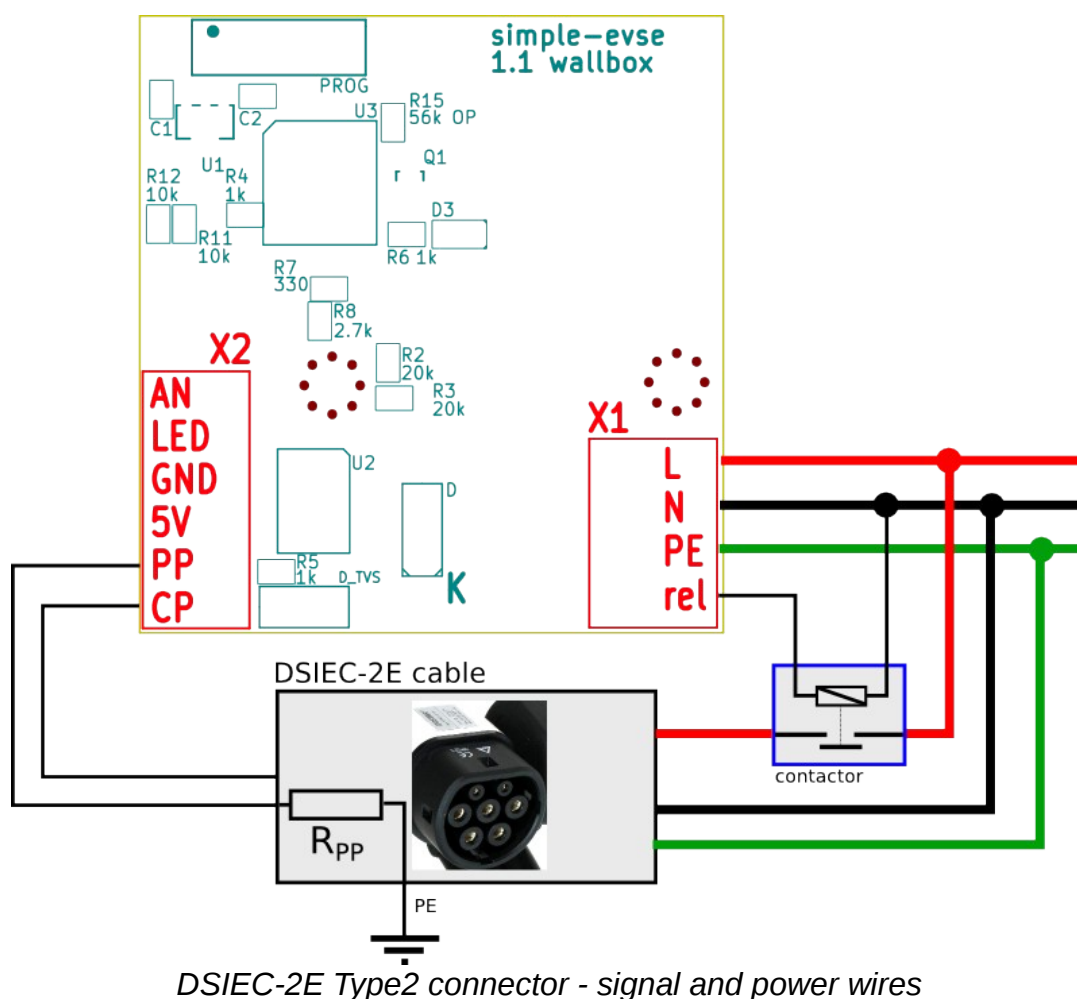 simple-evse
1.1 wallbox
PROG
C1
C2
U3
R15
56k OP
U1
Q1
R12
10k
R4
1k
R11
10k
D3
R6 1k
R7
330
R8
2.7k
R2
20k
R3
20k
X2
AN
LED
GND
5V
PP
CP
U2
D
K
R5
1k
D_TVS
X1
L
N
PE
rel
DSIEC-2E cable
contactor
RPP
PE
DSIEC-2E Type2 connector - signal and power wires